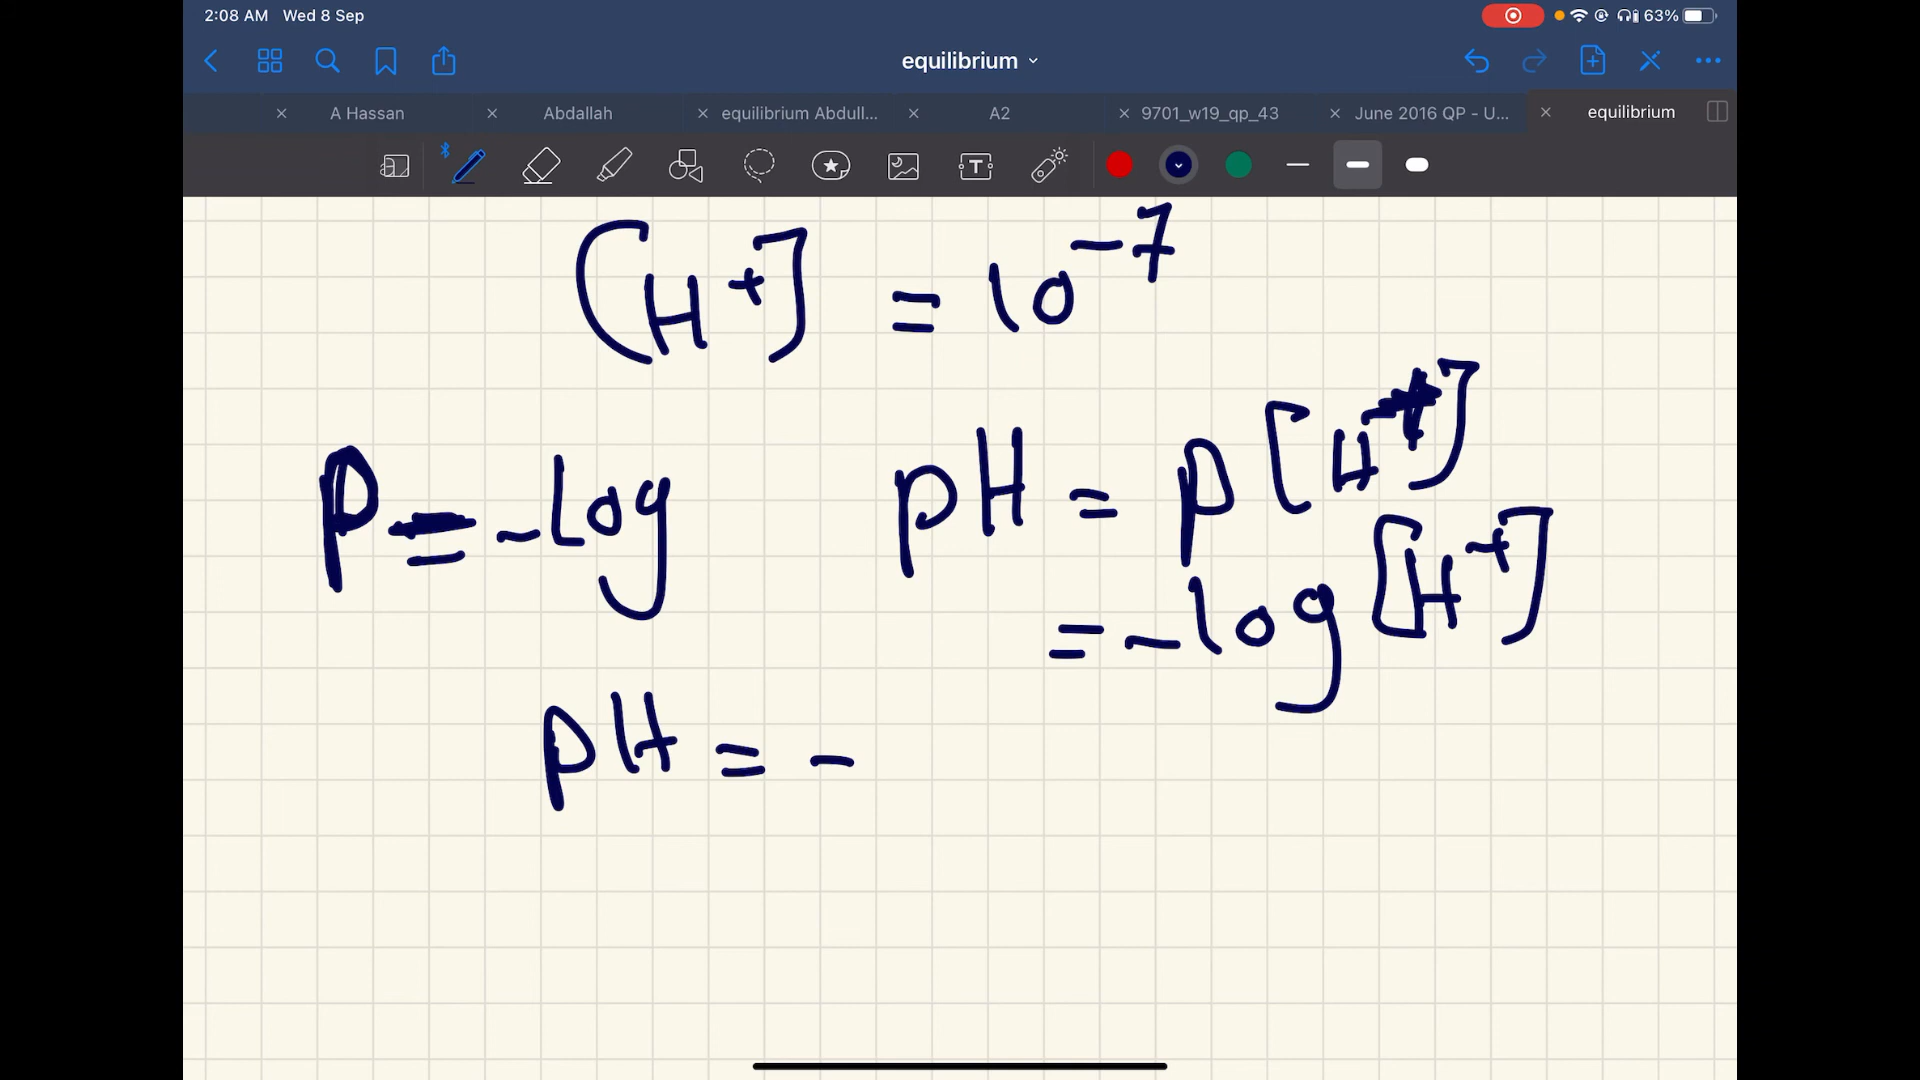 2:08 AM Wed 8 Sep 63%
equilibrium
A Hassan Abdallah equilibrium Abdull... A2 9701_w19_qp_43 June 2016 QP - U... equilibrium
[H+] = 10^-7
P = -log
pH = p[H+]
= -log[H+]
pH = -